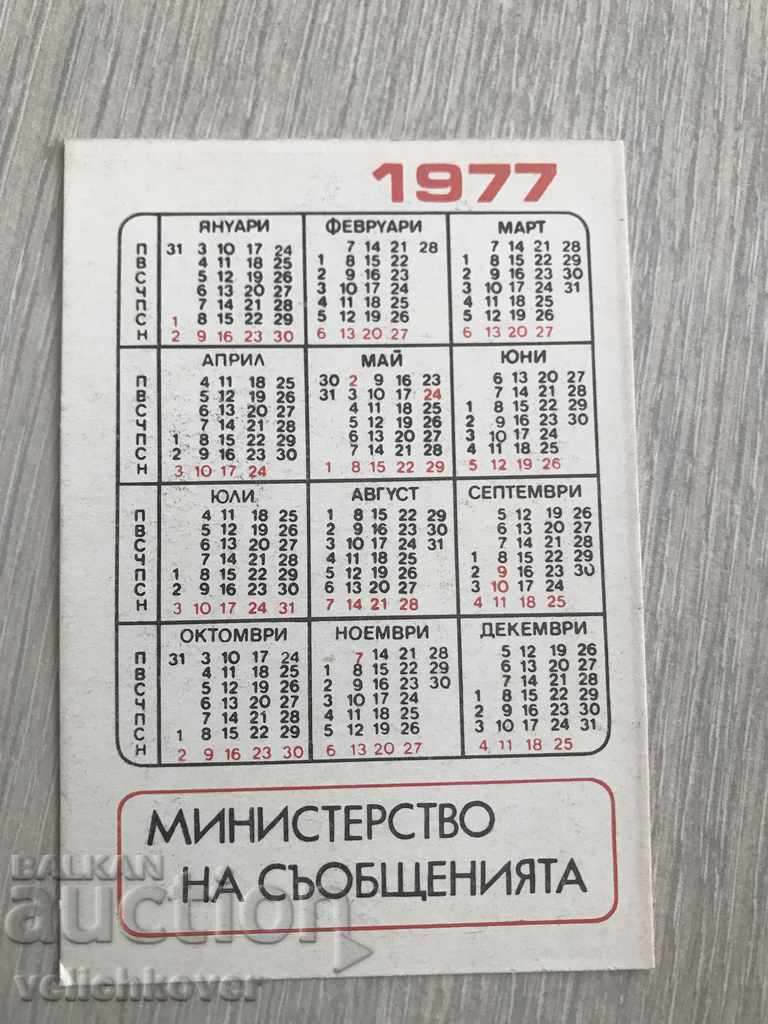 1977
ЯНУАРИ ФЕВРУАРИ МАРТ
П 31 3 10 17 24 7 14 21 28 7 14 21 28
В 4 11 18 25 1 8 15 22 1 8 15 22 29
С 5 12 19 26 2 9 16 23 2 9 16 23 30
Ч 6 13 20 27 3 10 17 24 3 10 17 24 31
П 7 14 21 28 4 11 18 25 4 11 18 25
С 1 8 15 22 29 5 12 19 26 5 12 19 26
Н 2 9 16 23 30 6 13 20 27 6 13 20 27
АПРИЛ МАЙ ЮНИ
П 4 11 18 25 30 2 9 16 23 6 13 20 27
В 5 12 19 26 31 3 10 17 24 7 14 21 28
С 6 13 20 27 4 11 18 25 1 8 15 22 29
Ч 7 14 21 28 5 12 19 26 2 9 16 23 30
П 1 8 15 22 29 6 13 20 27 3 10 17 24
С 2 9 16 23 30 7 14 21 28 4 11 18 25
Н 3 10 17 24 1 8 15 22 29 5 12 19 26
ЮЛИ АВГУСТ СЕПТЕМВРИ
П 4 11 18 25 1 8 15 22 29 5 12 19 26
В 5 12 19 26 2 9 16 23 30 6 13 20 27
С 6 13 20 27 3 10 17 24 31 7 14 21 28
Ч 7 14 21 28 4 11 18 25 1 8 15 22 29
П 1 8 15 22 29 5 12 19 26 2 9 16 23 30
С 2 9 16 23 30 6 13 20 27 3 10 17 24
Н 3 10 17 24 31 7 14 21 28 4 11 18 25
ОКТОМВРИ НОЕМВРИ ДЕКЕМВРИ
П 31 3 10 17 24 7 14 21 28 5 12 19 26
В 4 11 18 25 1 8 15 22 29 6 13 20 27
С 5 12 19 26 2 9 16 23 30 7 14 21 28
Ч 6 13 20 27 3 10 17 24 1 8 15 22 29
П 7 14 21 28 4 11 18 25 2 9 16 23 30
С 1 8 15 22 29 5 12 19 26 3 10 17 24 31
Н 2 9 16 23 30 6 13 20 27 4 11 18 25
МИНИСТЕРСТВО
НА СЪОБЩЕНИЯТА
BALKAN
auction
velichkover